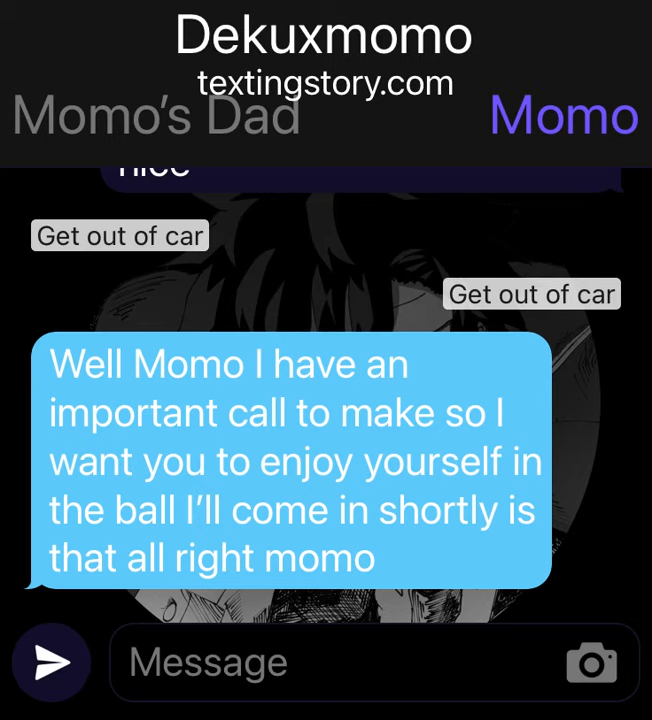 Dekuxmomo
textingstory.com
Momo’s Dad Momo
nice
Get out of car
Get out of car
Well Momo I have an
important call to make so I
want you to enjoy yourself in
the ball I’ll come in shortly is
that all right momo
Message